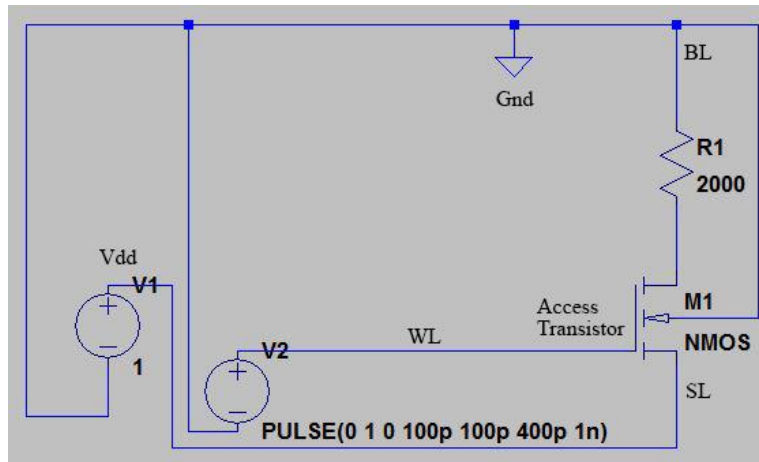 BL
Gnd
R1
2000
Vdd
V1
Access
Transistor
M1
WL
V2
NMOS
1
SL
PULSE(0 1 0 100p 100p 400p 1n)